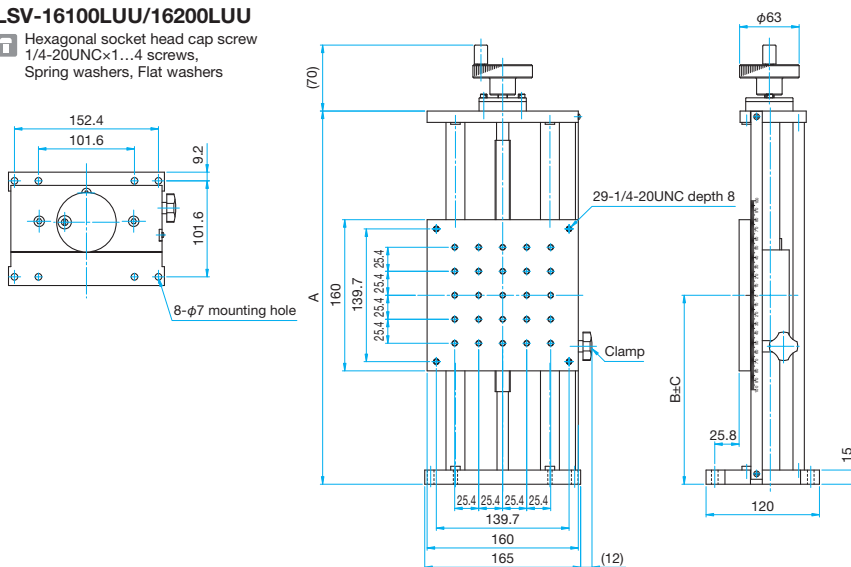 LSV-16100LUU/16200LUU
Hexagonal socket head cap screw
1/4-20UNC×1…4 screws,
Spring washers, Flat washers
152.4
101.6
9.2
101.6
8-φ7 mounting hole
(70)
A
160
139.7
25.4
25.4
25.4
25.4
29-1/4-20UNC depth 8
Clamp
25.4 25.4 25.4 25.4
139.7
160
165
(12)
φ63
B±C
25.8
15
120